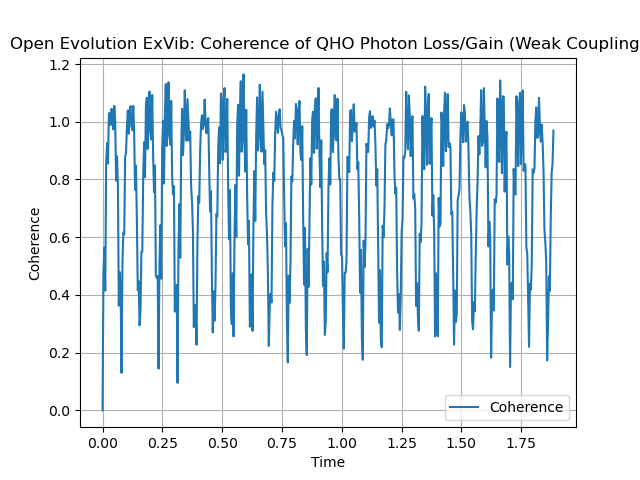 Open Evolution ExVib: Coherence of QHO Photon Loss/Gain (Weak Coupling
1.2
1.0
0.8
0.6
0.4
0.2
0.0
Coherence
Coherence
0.00 0.25 0.50 0.75 1.00 1.25 1.50 1.75
Time